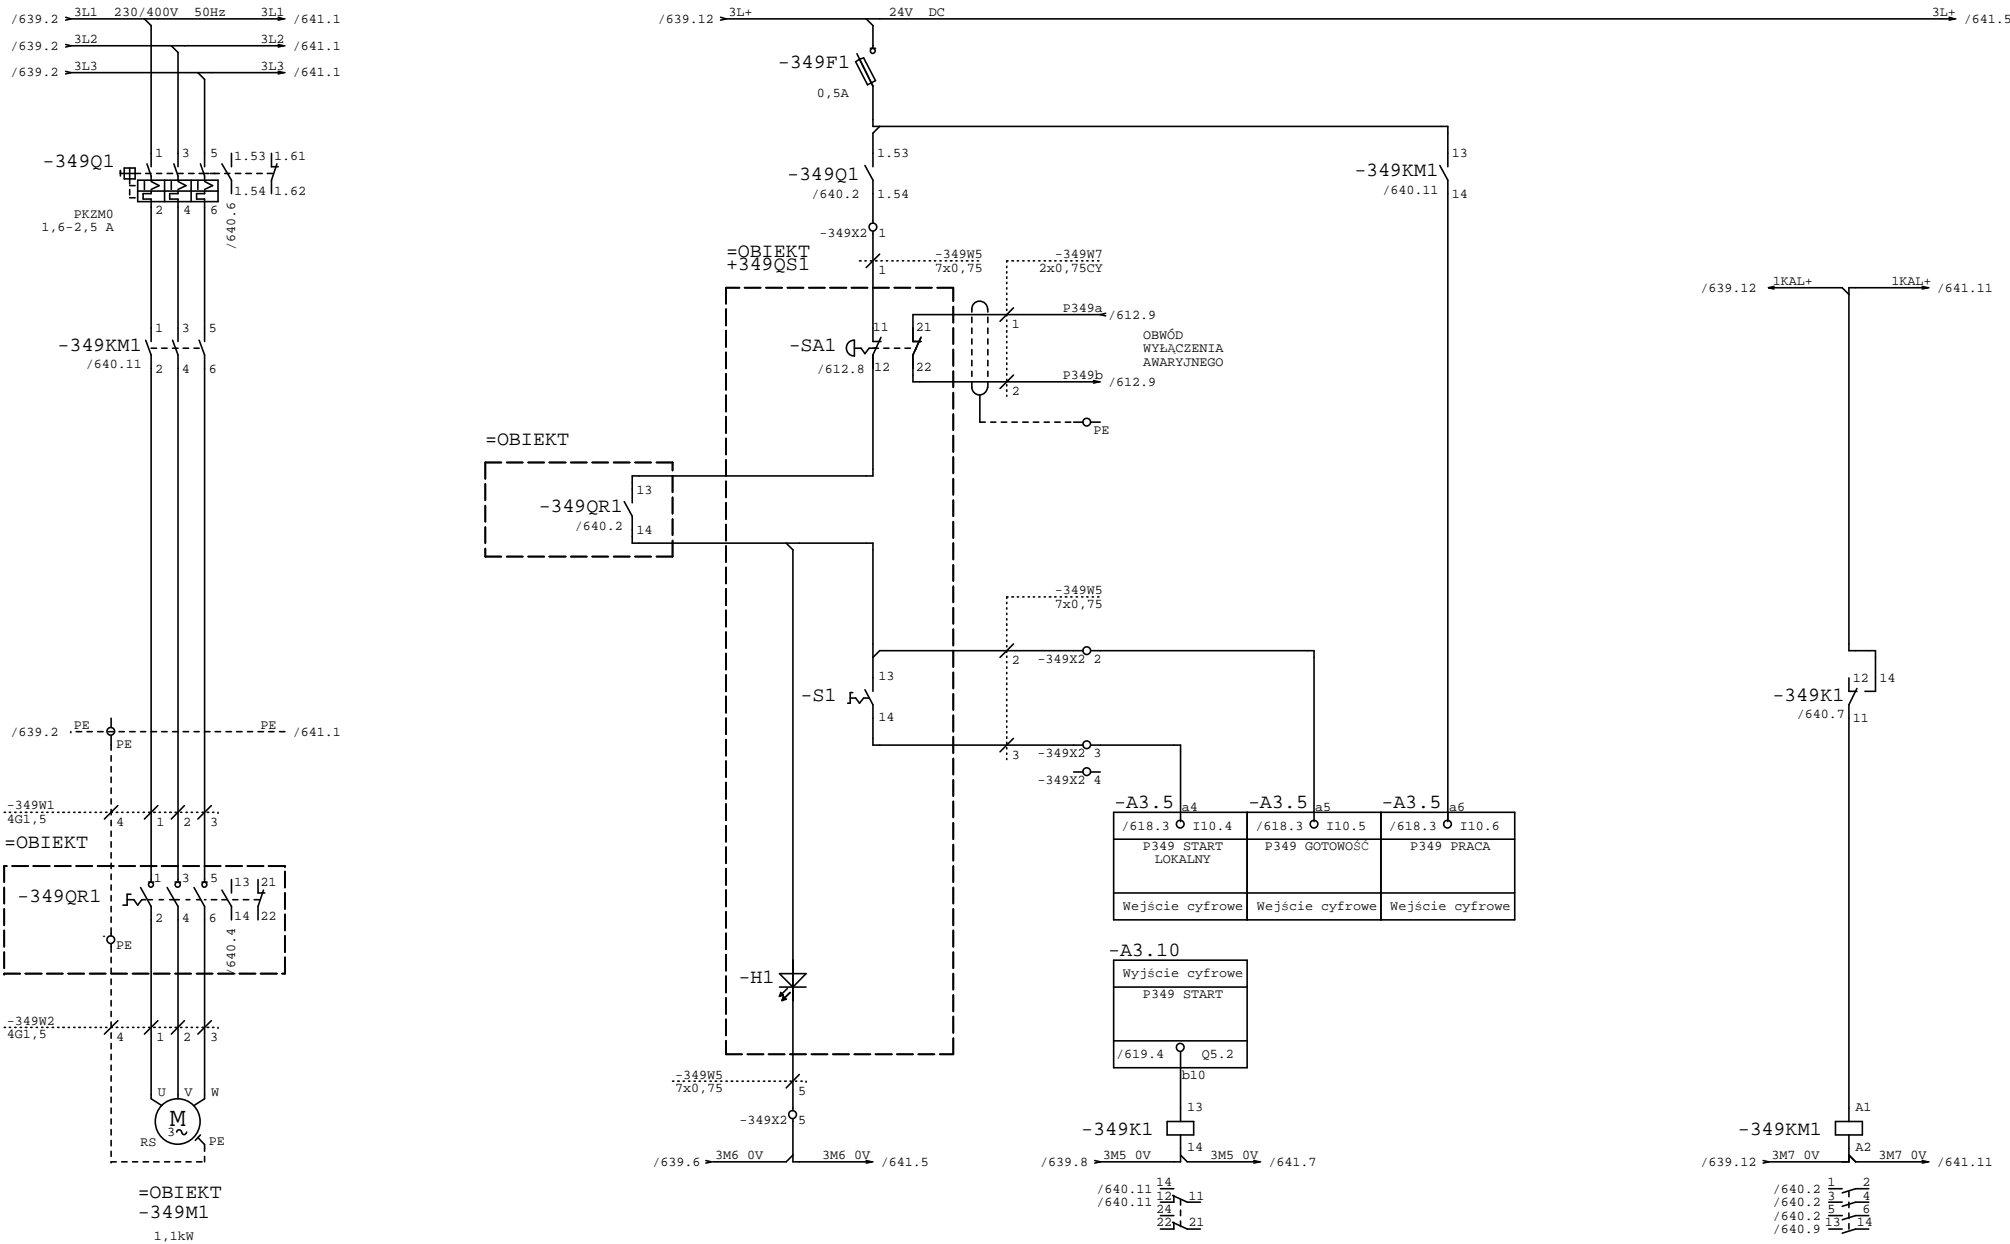 /639.2 3L1 230/400V 50Hz 3L1 /641.1
/639.2 3L2 3L2 /641.1
/639.2 3L3 3L3 /641.1
-349Q1
1 3 5 1.53 1.61
1.54 1.62
2 4 6
/640.6
PKZM0
1,6-2,5 A
-349KM1
/640.11
1 3 5
2 4 6
/639.2 PE PE /641.1
PE
-349W1
4G1,5
4 1 2 3
=OBIEKT
-349QR1
1 3 5 13 21
2 4 6 14 22
/640.4
PE
-349W2
4G1,5
4 1 2 3
U V W
M
3~
RS PE
=OBIEKT
-349M1
1,1kW
/639.12 3L+ 24V DC 3L+ /641.5
-349F1
0,5A
-349Q1
/640.2
1.53
1.54
-349X2 1
=OBIEKT
+349QS1
-349W5
7x0,75
1
-349W7
2x0,75CY
-SA1
/612.8
11 21
12 22
1 P349a /612.9
OBWÓD
WYŁĄCZENIA
AWARYJNEGO
2 P349b /612.9
PE
=OBIEKT
-349QR1
/640.2
13
14
-349W5
7x0,75
2 -349X2 2
-S1
13
14
3 -349X2 3
-349X2 4
-349KM1
/640.11
13
14
-A3.5 a4 -A3.5 a5 -A3.5 a6
/618.3 I10.4 /618.3 I10.5 /618.3 I10.6
P349 START
LOKALNY
P349 GOTOWOŚĆ
P349 PRACA
Wejście cyfrowe Wejście cyfrowe Wejście cyfrowe
-A3.10
Wyjście cyfrowe
P349 START
/619.4 Q5.2
b10
-H1
-349W5
7x0,75
5
-349X2 5
/639.6 3M6 0V 3M6 0V /641.5
-349K1
13
14
/639.8 3M5 0V 3M5 0V /641.7
/640.11 14
/640.11 12 11
24
22 21
/639.12 1KAL+ 1KAL+ /641.11
-349K1
/640.7
12 14
11
-349KM1
A1
A2
/639.12 3M7 0V 3M7 0V /641.11
/640.2 1 2
/640.2 3 4
/640.2 5 6
/640.9 13 14